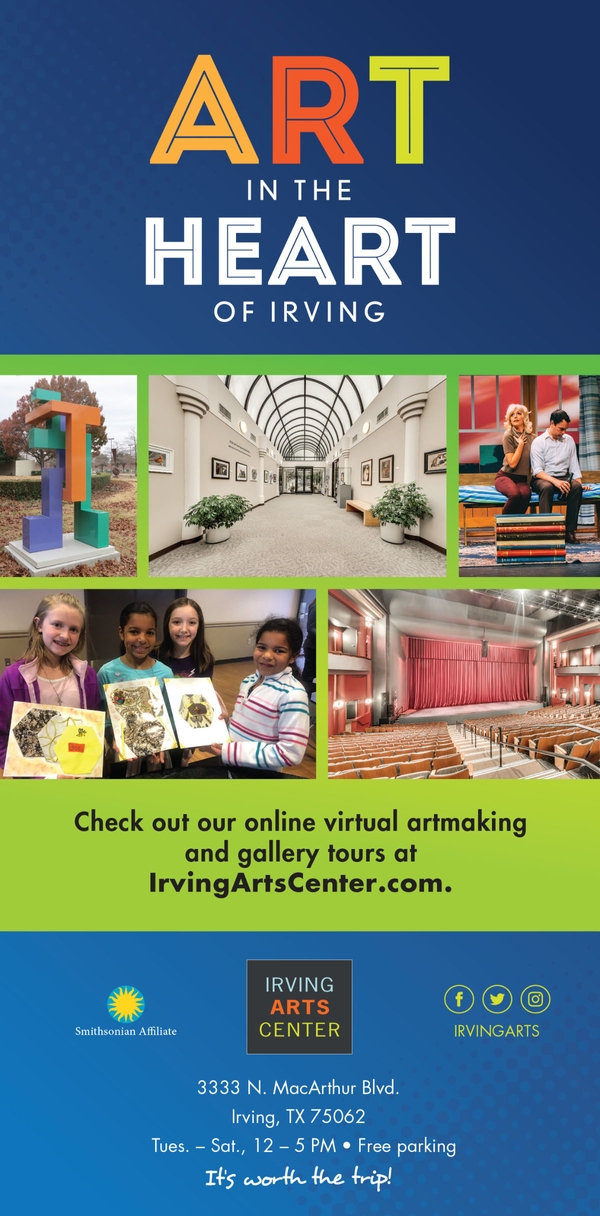 ART
IN THE
HEART
OF IRVING
Check out our online virtual artmaking
and gallery tours at
IrvingArtsCenter.com.
Smithsonian Affiliate
IRVING
ARTS
CENTER
IRVINGARTS
3333 N. MacArthur Blvd.
Irving, TX 75062
Tues. – Sat., 12 – 5 PM • Free parking
It's worth the trip!